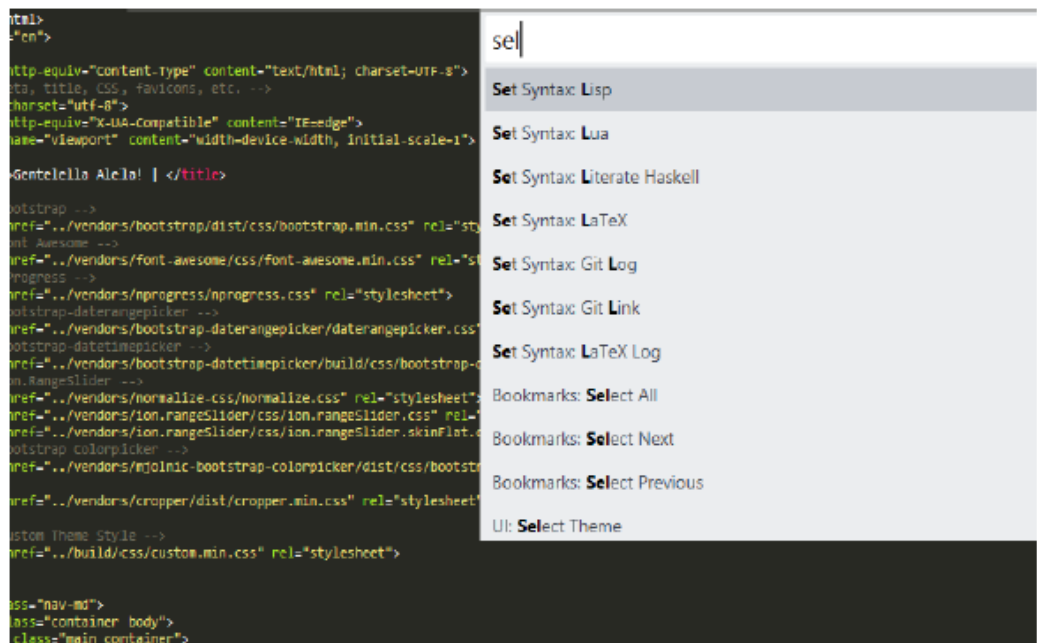 html>
="en">
http-equiv="Content-Type" content="text/html; charset=UTF-8">
eta, title, CSS, favicons, etc. -->
charset="utf-8">
http-equiv="X-UA-Compatible" content="IE=edge">
name="viewport" content="width=device-width, initial-scale=1">
>Gentelella Alela! | </title>
ootstrap -->
href="../vendors/bootstrap/dist/css/bootstrap.min.css" rel="sty
ont Awesome -->
href="../vendors/font-awesome/css/font-awesome.min.css" rel="st
Progress -->
href="../vendors/nprogress/nprogress.css" rel="stylesheet">
ootstrap-daterangepicker -->
href="../vendors/bootstrap-daterangepicker/daterangepicker.css"
ootstrap-datetimepicker -->
href="../vendors/bootstrap-datetimepicker/build/css/bootstrap-d
on.RangeSlider -->
href="../vendors/normalize-css/normalize.css" rel="stylesheet">
href="../vendors/ion.rangeSlider/css/ion.rangeSlider.css" rel="
href="../vendors/ion.rangeSlider/css/ion.rangeSlider.skinFlat.c
ootstrap colorpicker -->
href="../vendors/mjolnic-bootstrap-colorpicker/dist/css/bootstr
href="../vendors/cropper/dist/cropper.min.css" rel="stylesheet"
ustom Theme Style -->
href="../build/css/custom.min.css" rel="stylesheet">
ass="nav-md">
lass="container body">
class="main_container">
sel
Set Syntax: Lisp
Set Syntax: Lua
Set Syntax: Literate Haskell
Set Syntax: LaTeX
Set Syntax: Git Log
Set Syntax: Git Link
Set Syntax: LaTeX Log
Bookmarks: Select All
Bookmarks: Select Next
Bookmarks: Select Previous
UI: Select Theme